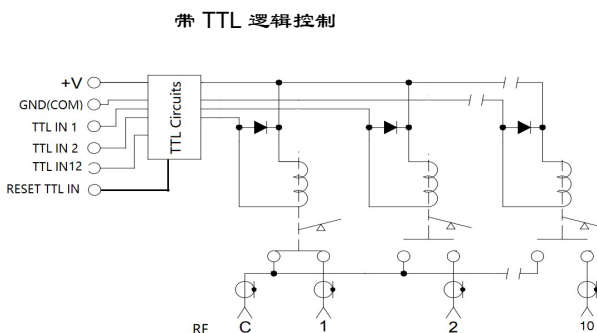 带 TTL 逻辑控制
+V
GND(COM)
TTL IN 1
TTL IN 2
TTL IN12
RESET TTL IN
TTL Circuits
RF C 1 2 10